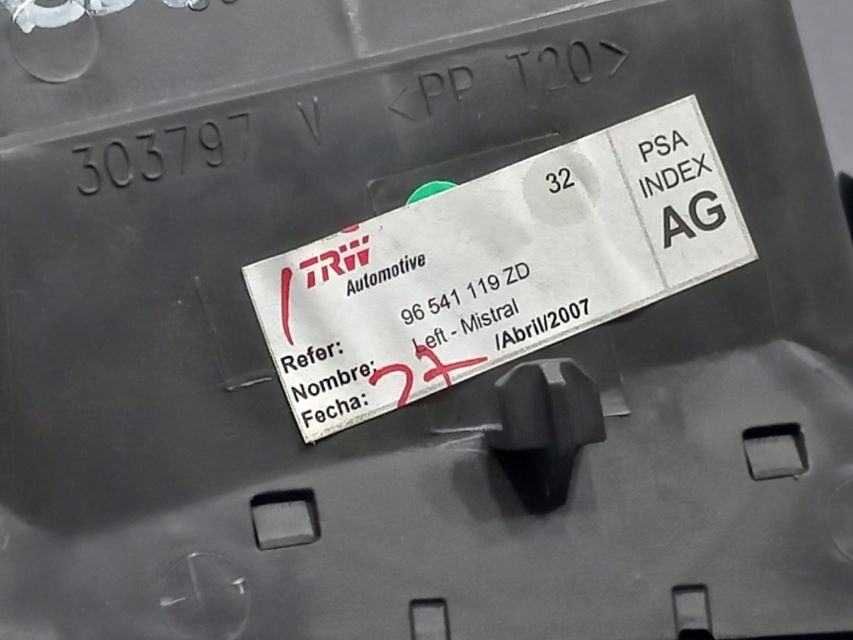 303797 V <PP T20>
32
PSA
INDEX
AG
TRW
Automotive
Refer: 96 541 119 ZD
Nombre: Left - Mistral
Fecha: 27 /Abril/2007